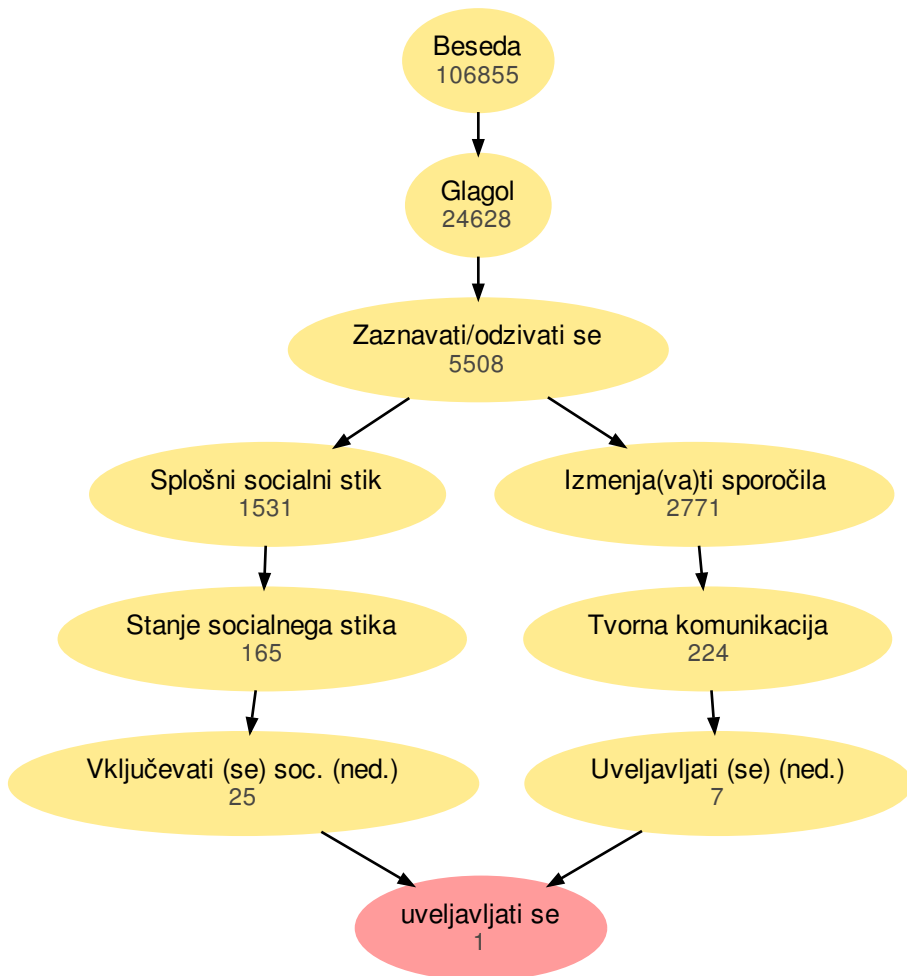 Beseda
106855
Glagol
24628
Zaznavati/odzivati se
5508
Splošni socialni stik
1531
Izmenja(va)ti sporočila
2771
Stanje socialnega stika
165
Tvorna komunikacija
224
Vključevati (se) soc. (ned.)
25
Uveljavljati (se) (ned.)
7
uveljavljati se
1